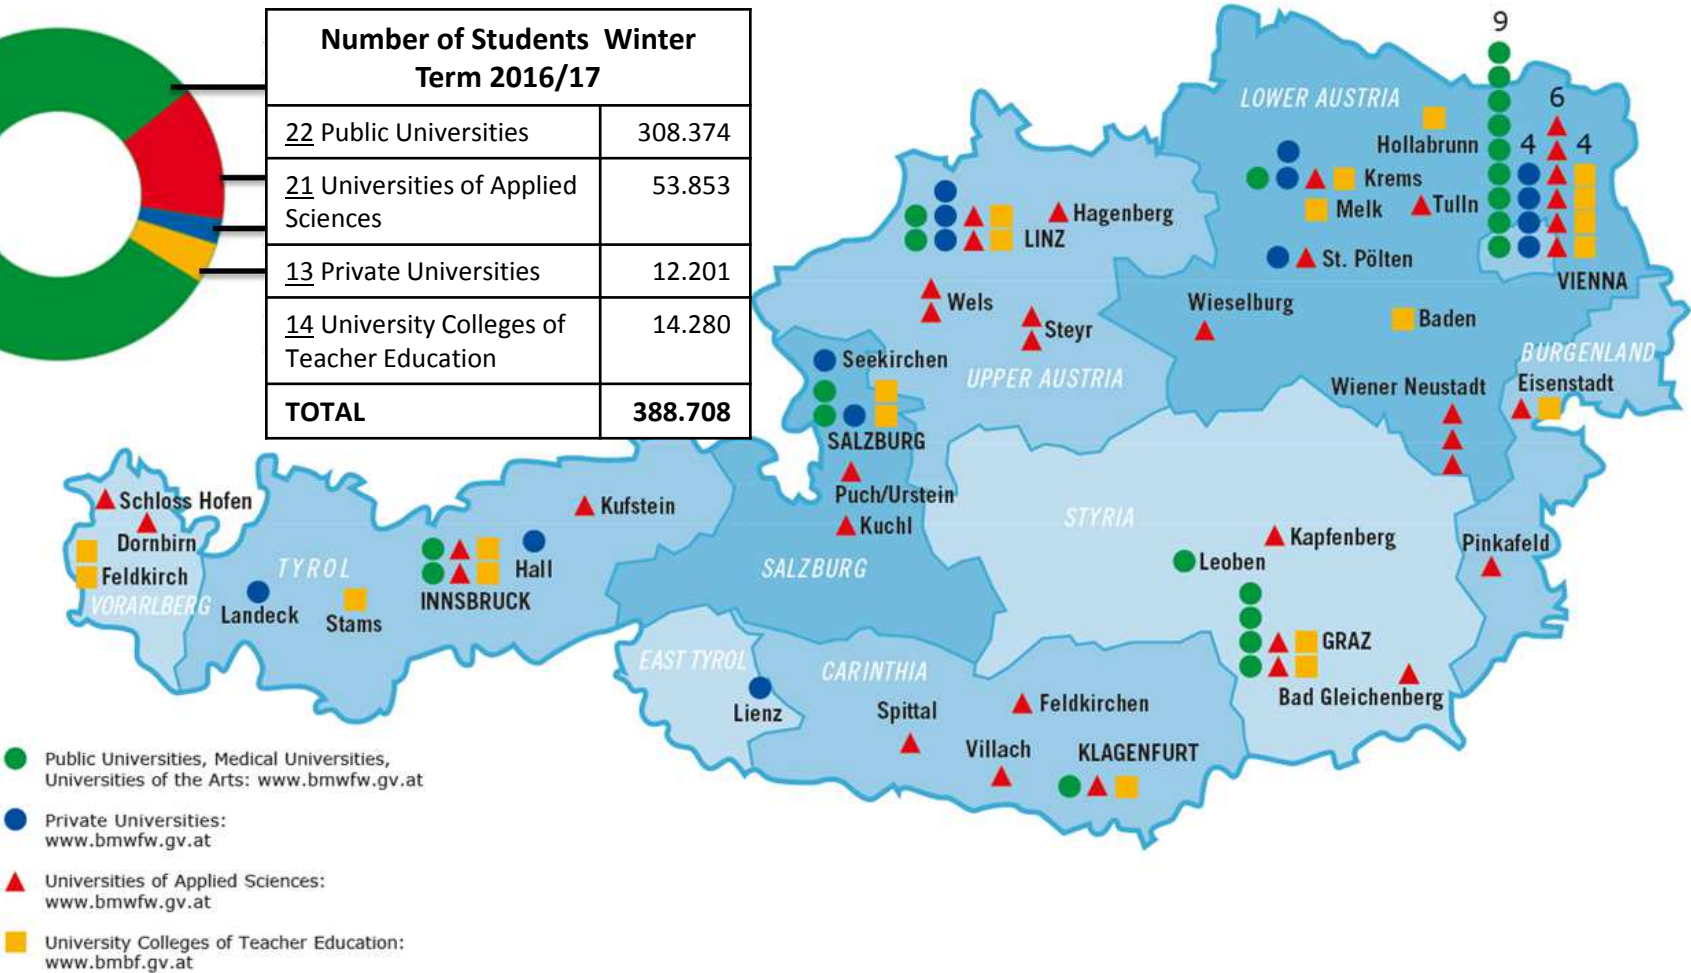 Number of Students Winter
Term 2016/17
22 Public Universities 308.374
21 Universities of Applied
Sciences 53.853
13 Private Universities 12.201
14 University Colleges of
Teacher Education 14.280
TOTAL 388.708
9
LOWER AUSTRIA
6
Hollabrunn
4
4
Krems
Melk
Tulln
Hagenberg
LINZ
St. Pölten
VIENNA
Wels
Wieselburg
Steyr
Baden
Seekirchen
BURGENLAND
UPPER AUSTRIA
Wiener Neustadt
Eisenstadt
SALZBURG
Puch/Urstein
Schloss Hofen
Kufstein
Kuchl
STYRIA
Dornbirn
Kapfenberg
Pinkafeld
Feldkirch
TYROL
Hall
SALZBURG
Leoben
VORARLBERG
Landeck
INNSBRUCK
Stams
GRAZ
EAST TYROL
CARINTHIA
Bad Gleichenberg
Lienz
Spittal
Feldkirchen
Villach
KLAGENFURT
Public Universities, Medical Universities,
Universities of the Arts: www.bmwfw.gv.at
Private Universities:
www.bmwfw.gv.at
Universities of Applied Sciences:
www.bmwfw.gv.at
University Colleges of Teacher Education:
www.bmbf.gv.at